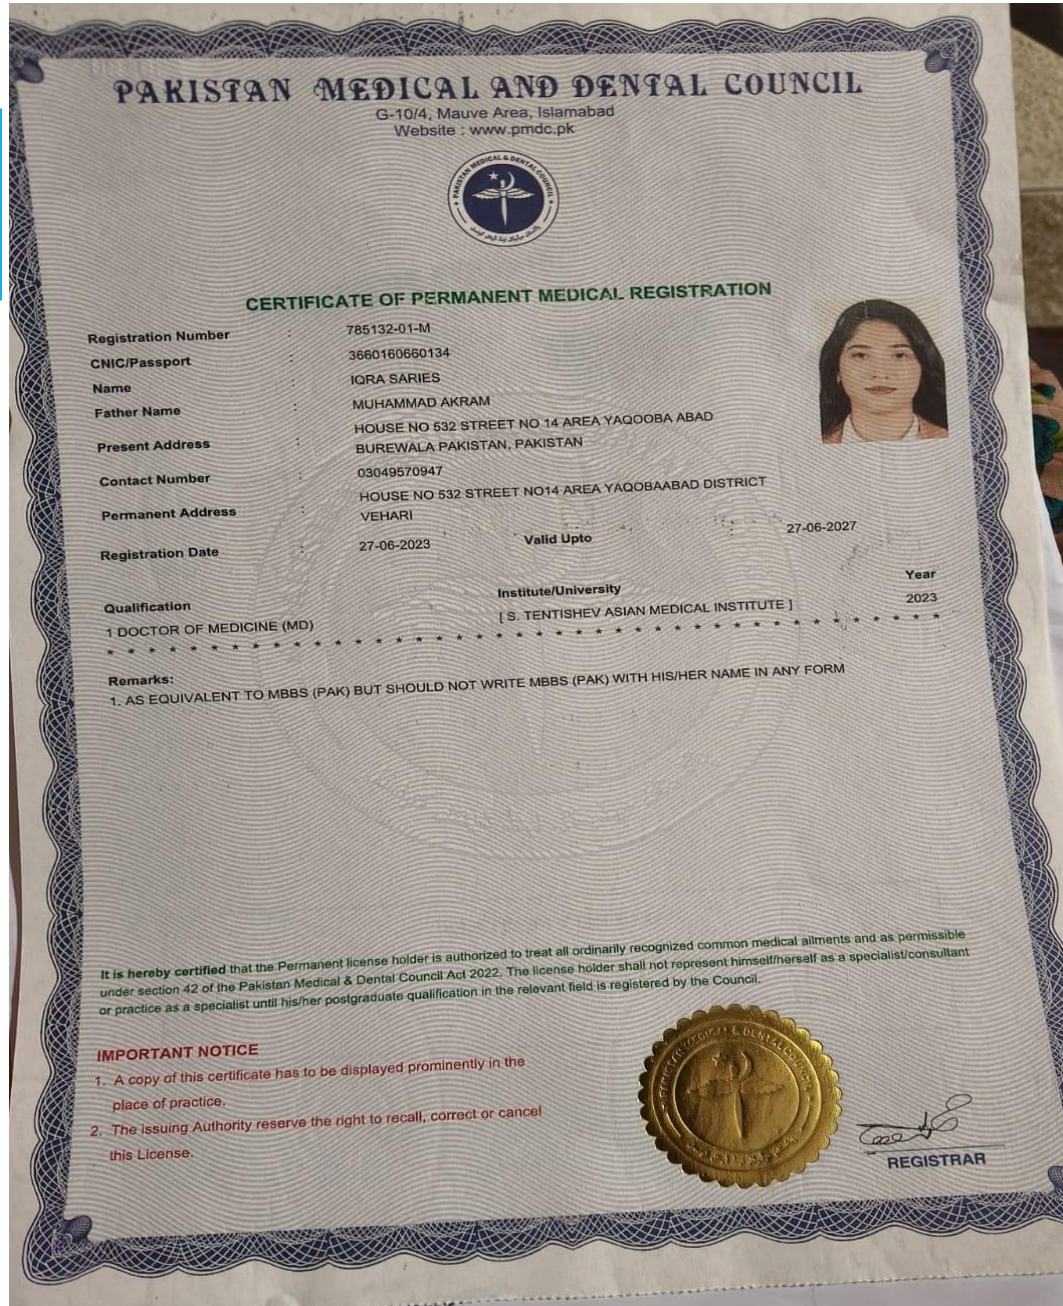 PAKISTAN MEDICAL AND DENTAL COUNCIL
G-10/4, Mauve Area, Islamabad
Website : www.pmdc.pk
PAKISTAN MEDICAL & DENTAL COUNCIL
CERTIFICATE OF PERMANENT MEDICAL REGISTRATION
Registration Number : 785132-01-M
CNIC/Passport : 3660160660134
Name : IQRA SARIES
Father Name : MUHAMMAD AKRAM
Present Address : HOUSE NO 532 STREET NO 14 AREA YAQOOBA ABAD
BUREWALA PAKISTAN, PAKISTAN
Contact Number : 03049570947
Permanent Address : HOUSE NO 532 STREET NO14 AREA YAQOBAABAD DISTRICT
VEHARI
Registration Date : 27-06-2023 Valid Upto : 27-06-2027
Qualification Institute/University Year
1 DOCTOR OF MEDICINE (MD) [ S. TENTISHEV ASIAN MEDICAL INSTITUTE ] 2023
Remarks:
1. AS EQUIVALENT TO MBBS (PAK) BUT SHOULD NOT WRITE MBBS (PAK) WITH HIS/HER NAME IN ANY FORM
It is hereby certified that the Permanent license holder is authorized to treat all ordinarily recognized common medical ailments and as permissible
under section 42 of the Pakistan Medical & Dental Council Act 2022. The license holder shall not represent himself/herself as a specialist/consultant
or practice as a specialist until his/her postgraduate qualification in the relevant field is registered by the Council.
IMPORTANT NOTICE
1. A copy of this certificate has to be displayed prominently in the
place of practice.
2. The issuing Authority reserve the right to recall, correct or cancel
this License.
PAKISTAN MEDICAL & DENTAL COUNCIL
REGISTRAR